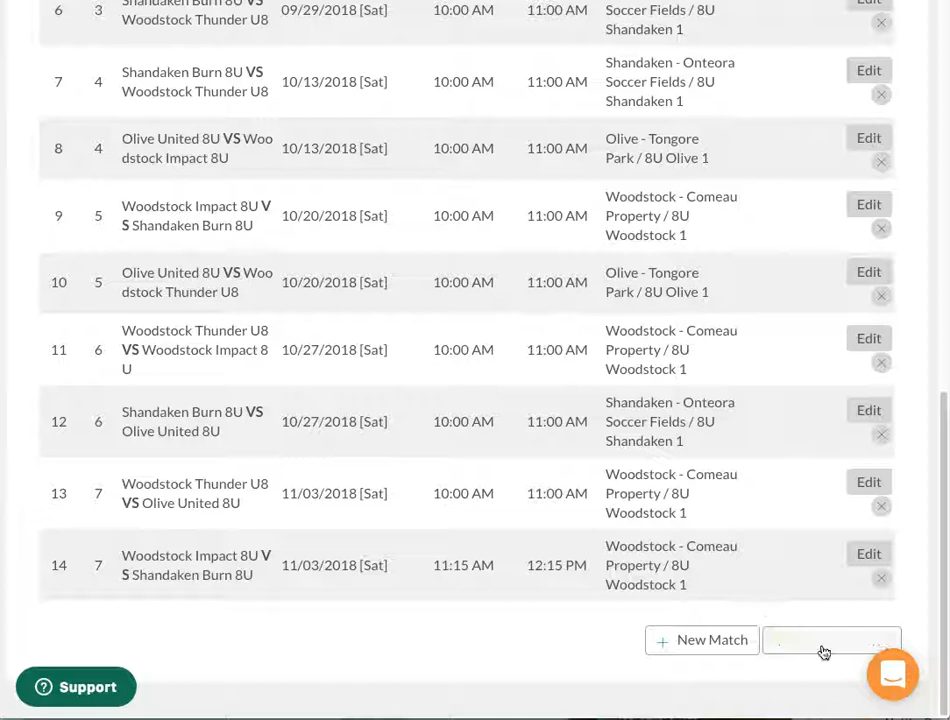 6 3 Shandaken Burn 8U VS
Woodstock Thunder U8
09/29/2018 [Sat] 10:00 AM 11:00 AM
Soccer Fields / 8U
Shandaken 1
Edit
7 4 Shandaken Burn 8U VS
Woodstock Thunder U8
10/13/2018 [Sat] 10:00 AM 11:00 AM
Shandaken - Onteora
Soccer Fields / 8U
Shandaken 1
Edit
8 4 Olive United 8U VS Woo
dstock Impact 8U
10/13/2018 [Sat] 10:00 AM 11:00 AM
Olive - Tongore
Park / 8U Olive 1
Edit
9 5 Woodstock Impact 8U V
S Shandaken Burn 8U
10/20/2018 [Sat] 10:00 AM 11:00 AM
Woodstock - Comeau
Property / 8U
Woodstock 1
Edit
10 5 Olive United 8U VS Woo
dstock Thunder U8
10/20/2018 [Sat] 10:00 AM 11:00 AM
Olive - Tongore
Park / 8U Olive 1
Edit
11 6 Woodstock Thunder U8
VS Woodstock Impact 8
U
10/27/2018 [Sat] 10:00 AM 11:00 AM
Woodstock - Comeau
Property / 8U
Woodstock 1
Edit
12 6 Shandaken Burn 8U VS
Olive United 8U
10/27/2018 [Sat] 10:00 AM 11:00 AM
Shandaken - Onteora
Soccer Fields / 8U
Shandaken 1
Edit
13 7 Woodstock Thunder U8
VS Olive United 8U
11/03/2018 [Sat] 10:00 AM 11:00 AM
Woodstock - Comeau
Property / 8U
Woodstock 1
Edit
14 7 Woodstock Impact 8U V
S Shandaken Burn 8U
11/03/2018 [Sat] 11:15 AM 12:15 PM
Woodstock - Comeau
Property / 8U
Woodstock 1
Edit
+ New Match
Support